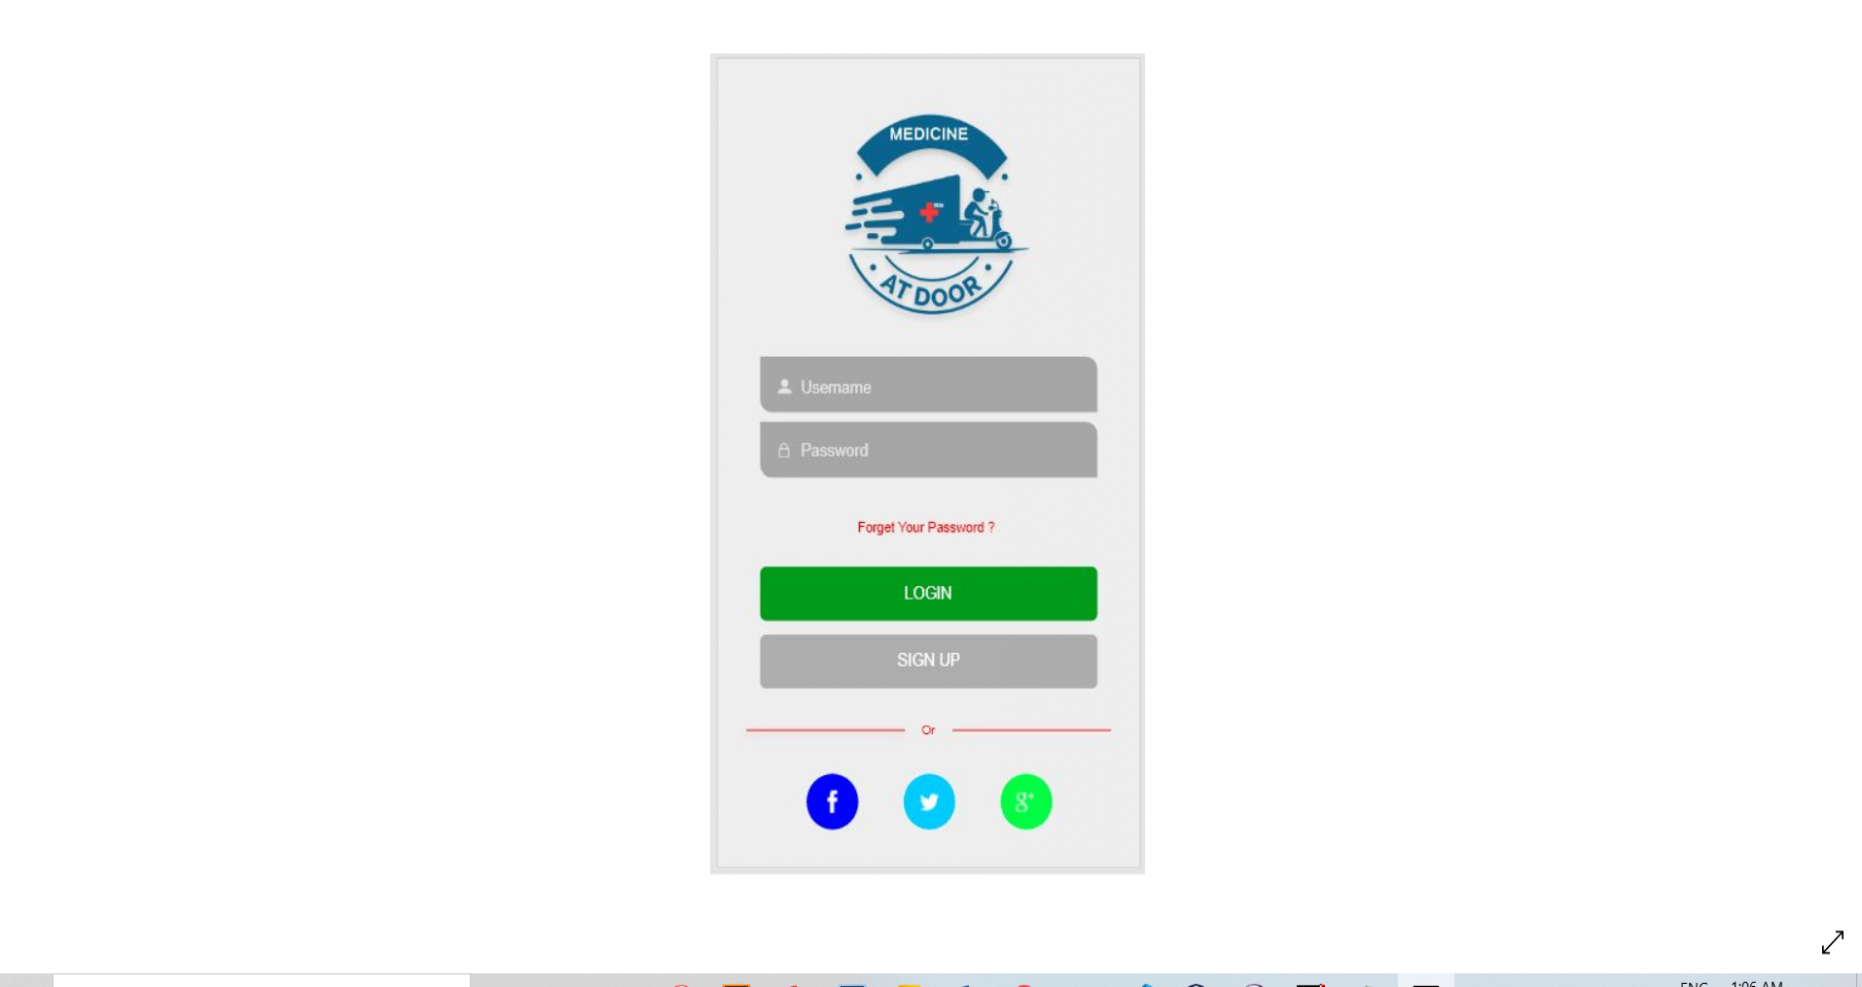 MEDICINE
AT DOOR
Username
Password
Forget Your Password ?
LOGIN
SIGN UP
Or
f
g+
ENG 1:06 AM